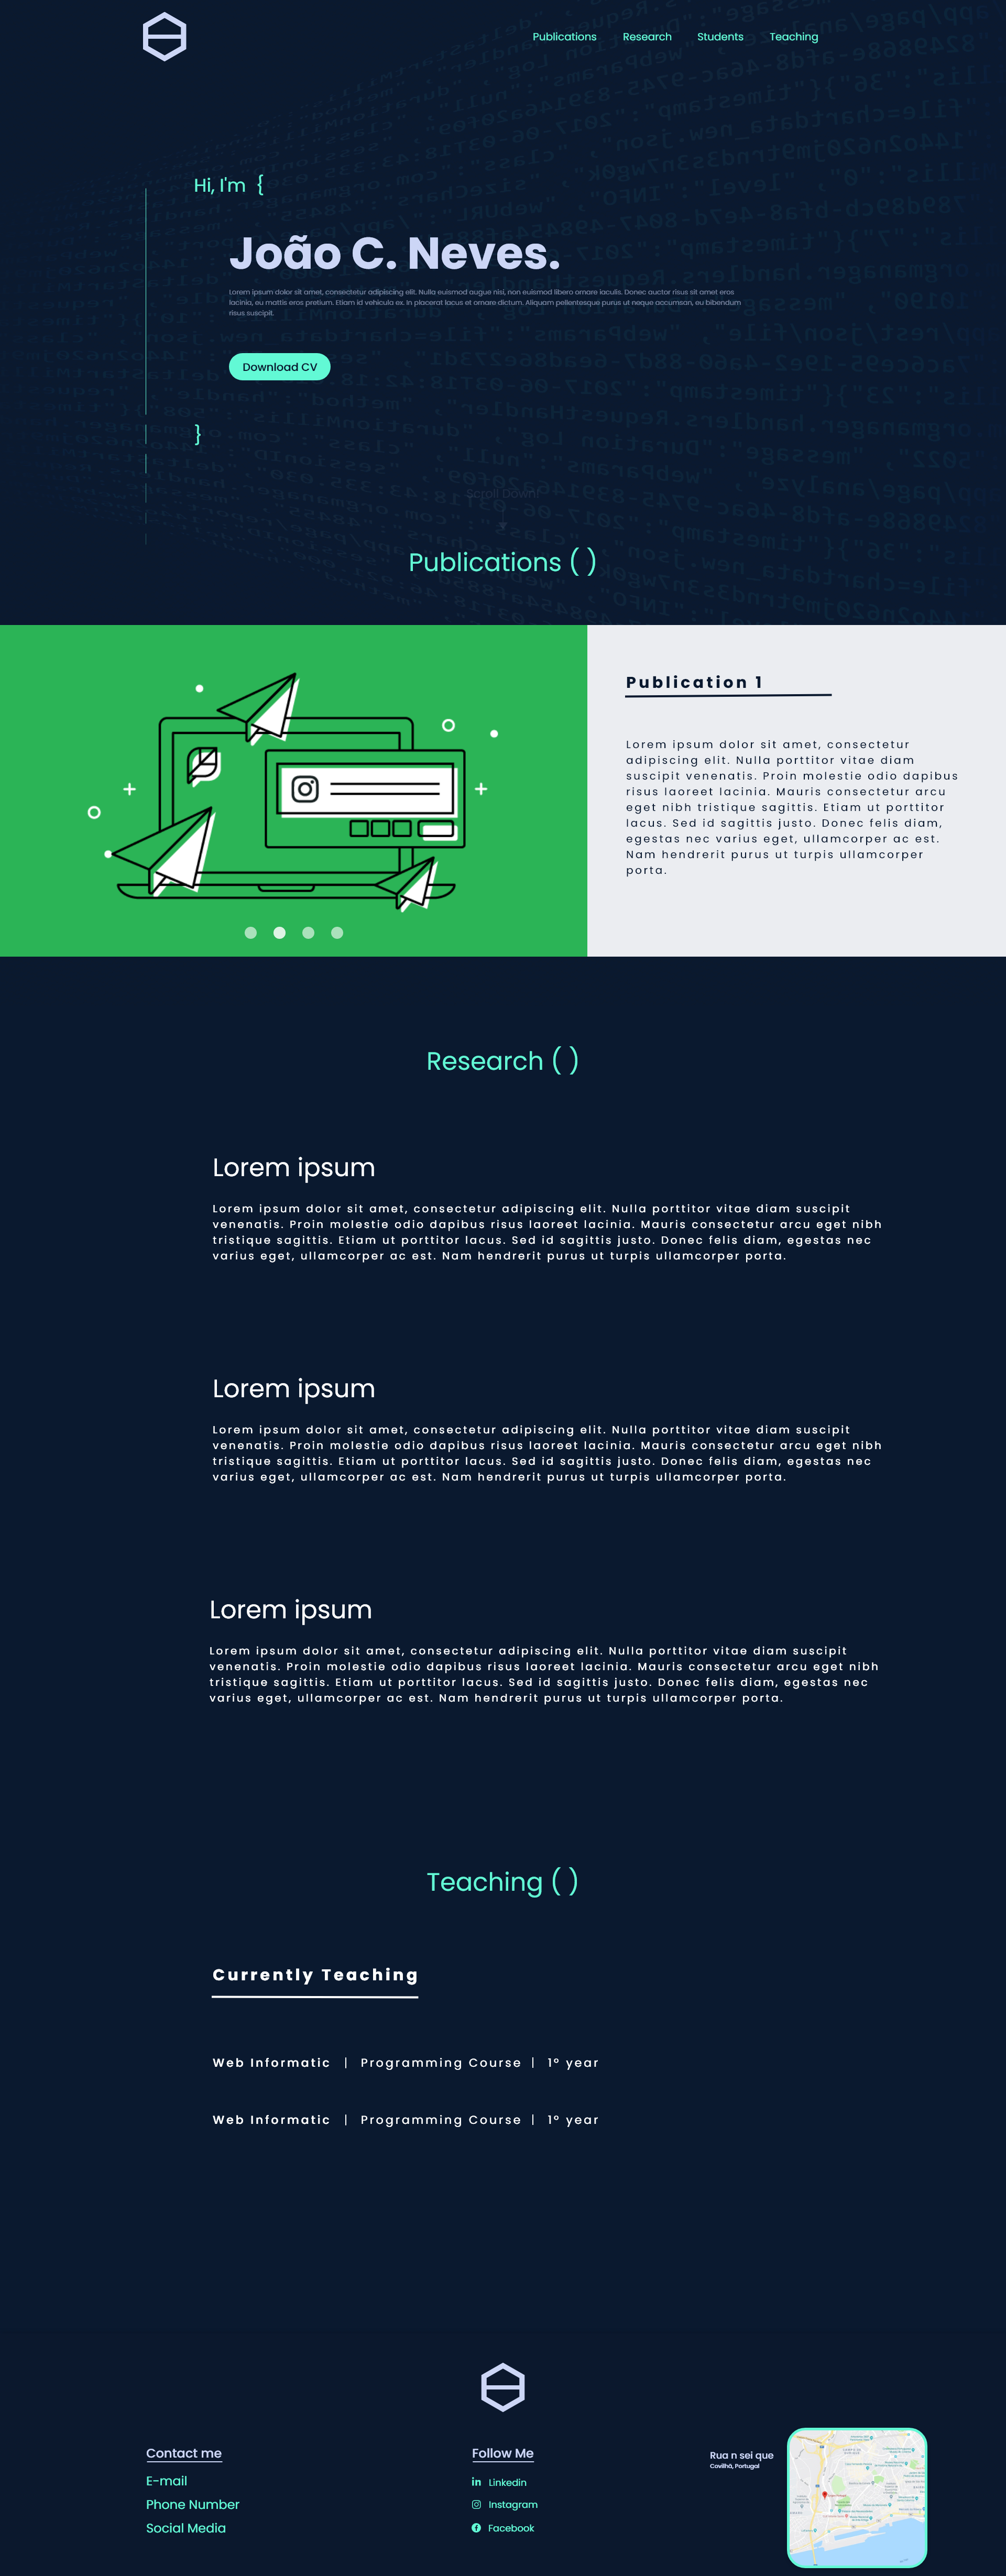 Publications Research Students Teaching
Hi, I'm {
João C. Neves.
Lorem ipsum dolor sit amet, consectetur adipiscing elit. Nulla euismod augue nisi, non euismod libero ornare iaculis. Donec auctor risus sit amet eros
lacinia, eu mattis eros pretium. Etiam id vehicula ex. In placerat lacus et ornare dictum. Aliquam pellentesque purus ut neque accumsan, eu bibendum
risus suscipit.
Download CV
}
Scroll Down!
Publications ( )
Publication 1
Lorem ipsum dolor sit amet, consectetur
adipiscing elit. Nulla porttitor vitae diam
suscipit venenatis. Proin molestie odio dapibus
risus laoreet lacinia. Mauris consectetur arcu
eget nibh tristique sagittis. Etiam ut porttitor
lacus. Sed id sagittis justo. Donec felis diam,
egestas nec varius eget, ullamcorper ac est.
Nam hendrerit purus ut turpis ullamcorper
porta.
Research ( )
Lorem ipsum
Lorem ipsum dolor sit amet, consectetur adipiscing elit. Nulla porttitor vitae diam suscipit
venenatis. Proin molestie odio dapibus risus laoreet lacinia. Mauris consectetur arcu eget nibh
tristique sagittis. Etiam ut porttitor lacus. Sed id sagittis justo. Donec felis diam, egestas nec
varius eget, ullamcorper ac est. Nam hendrerit purus ut turpis ullamcorper porta.
Lorem ipsum
Lorem ipsum dolor sit amet, consectetur adipiscing elit. Nulla porttitor vitae diam suscipit
venenatis. Proin molestie odio dapibus risus laoreet lacinia. Mauris consectetur arcu eget nibh
tristique sagittis. Etiam ut porttitor lacus. Sed id sagittis justo. Donec felis diam, egestas nec
varius eget, ullamcorper ac est. Nam hendrerit purus ut turpis ullamcorper porta.
Lorem ipsum
Lorem ipsum dolor sit amet, consectetur adipiscing elit. Nulla porttitor vitae diam suscipit
venenatis. Proin molestie odio dapibus risus laoreet lacinia. Mauris consectetur arcu eget nibh
tristique sagittis. Etiam ut porttitor lacus. Sed id sagittis justo. Donec felis diam, egestas nec
varius eget, ullamcorper ac est. Nam hendrerit purus ut turpis ullamcorper porta.
Teaching ( )
Currently Teaching
Web Informatic | Programming Course | 1º year
Web Informatic | Programming Course | 1º year
Contact me
E-mail
Phone Number
Social Media
Follow Me
Linkedin
Instagram
Facebook
Rua n sei que
Covilhã, Portugal